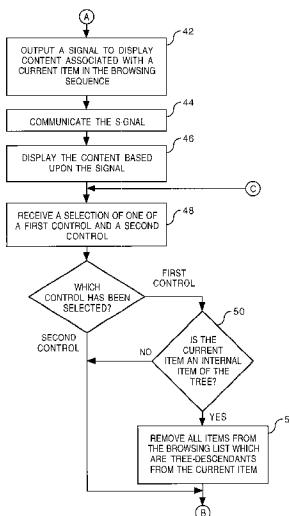 A
42
OUTPUT A SIGNAL TO DISPLAY
CONTENT ASSOCIATED WITH A
CURRENT ITEM IN THE BROWSING
SEQUENCE
44
COMMUNICATE THE S-GNAL
46
DISPLAY THE CONTENT BASED
UPON THE SIGNAL
C
48
RECEIVE A SELECTION OF ONE OF
A FIRST CONTROL AND A SECOND
CONTROL
WHICH
CONTROL HAS BEEN
SELECTED?
FIRST
CONTROL
SECOND
CONTROL
50
IS THE
CURRENT
ITEM AN INTERNAL
ITEM OF THE
TREE?
NO
YES
5
REMOVE ALL ITEMS FROM
THE BROWSING LIST WHICH
ARE TREE-DESCENDANTS
FROM THE CURRENT ITEM
B